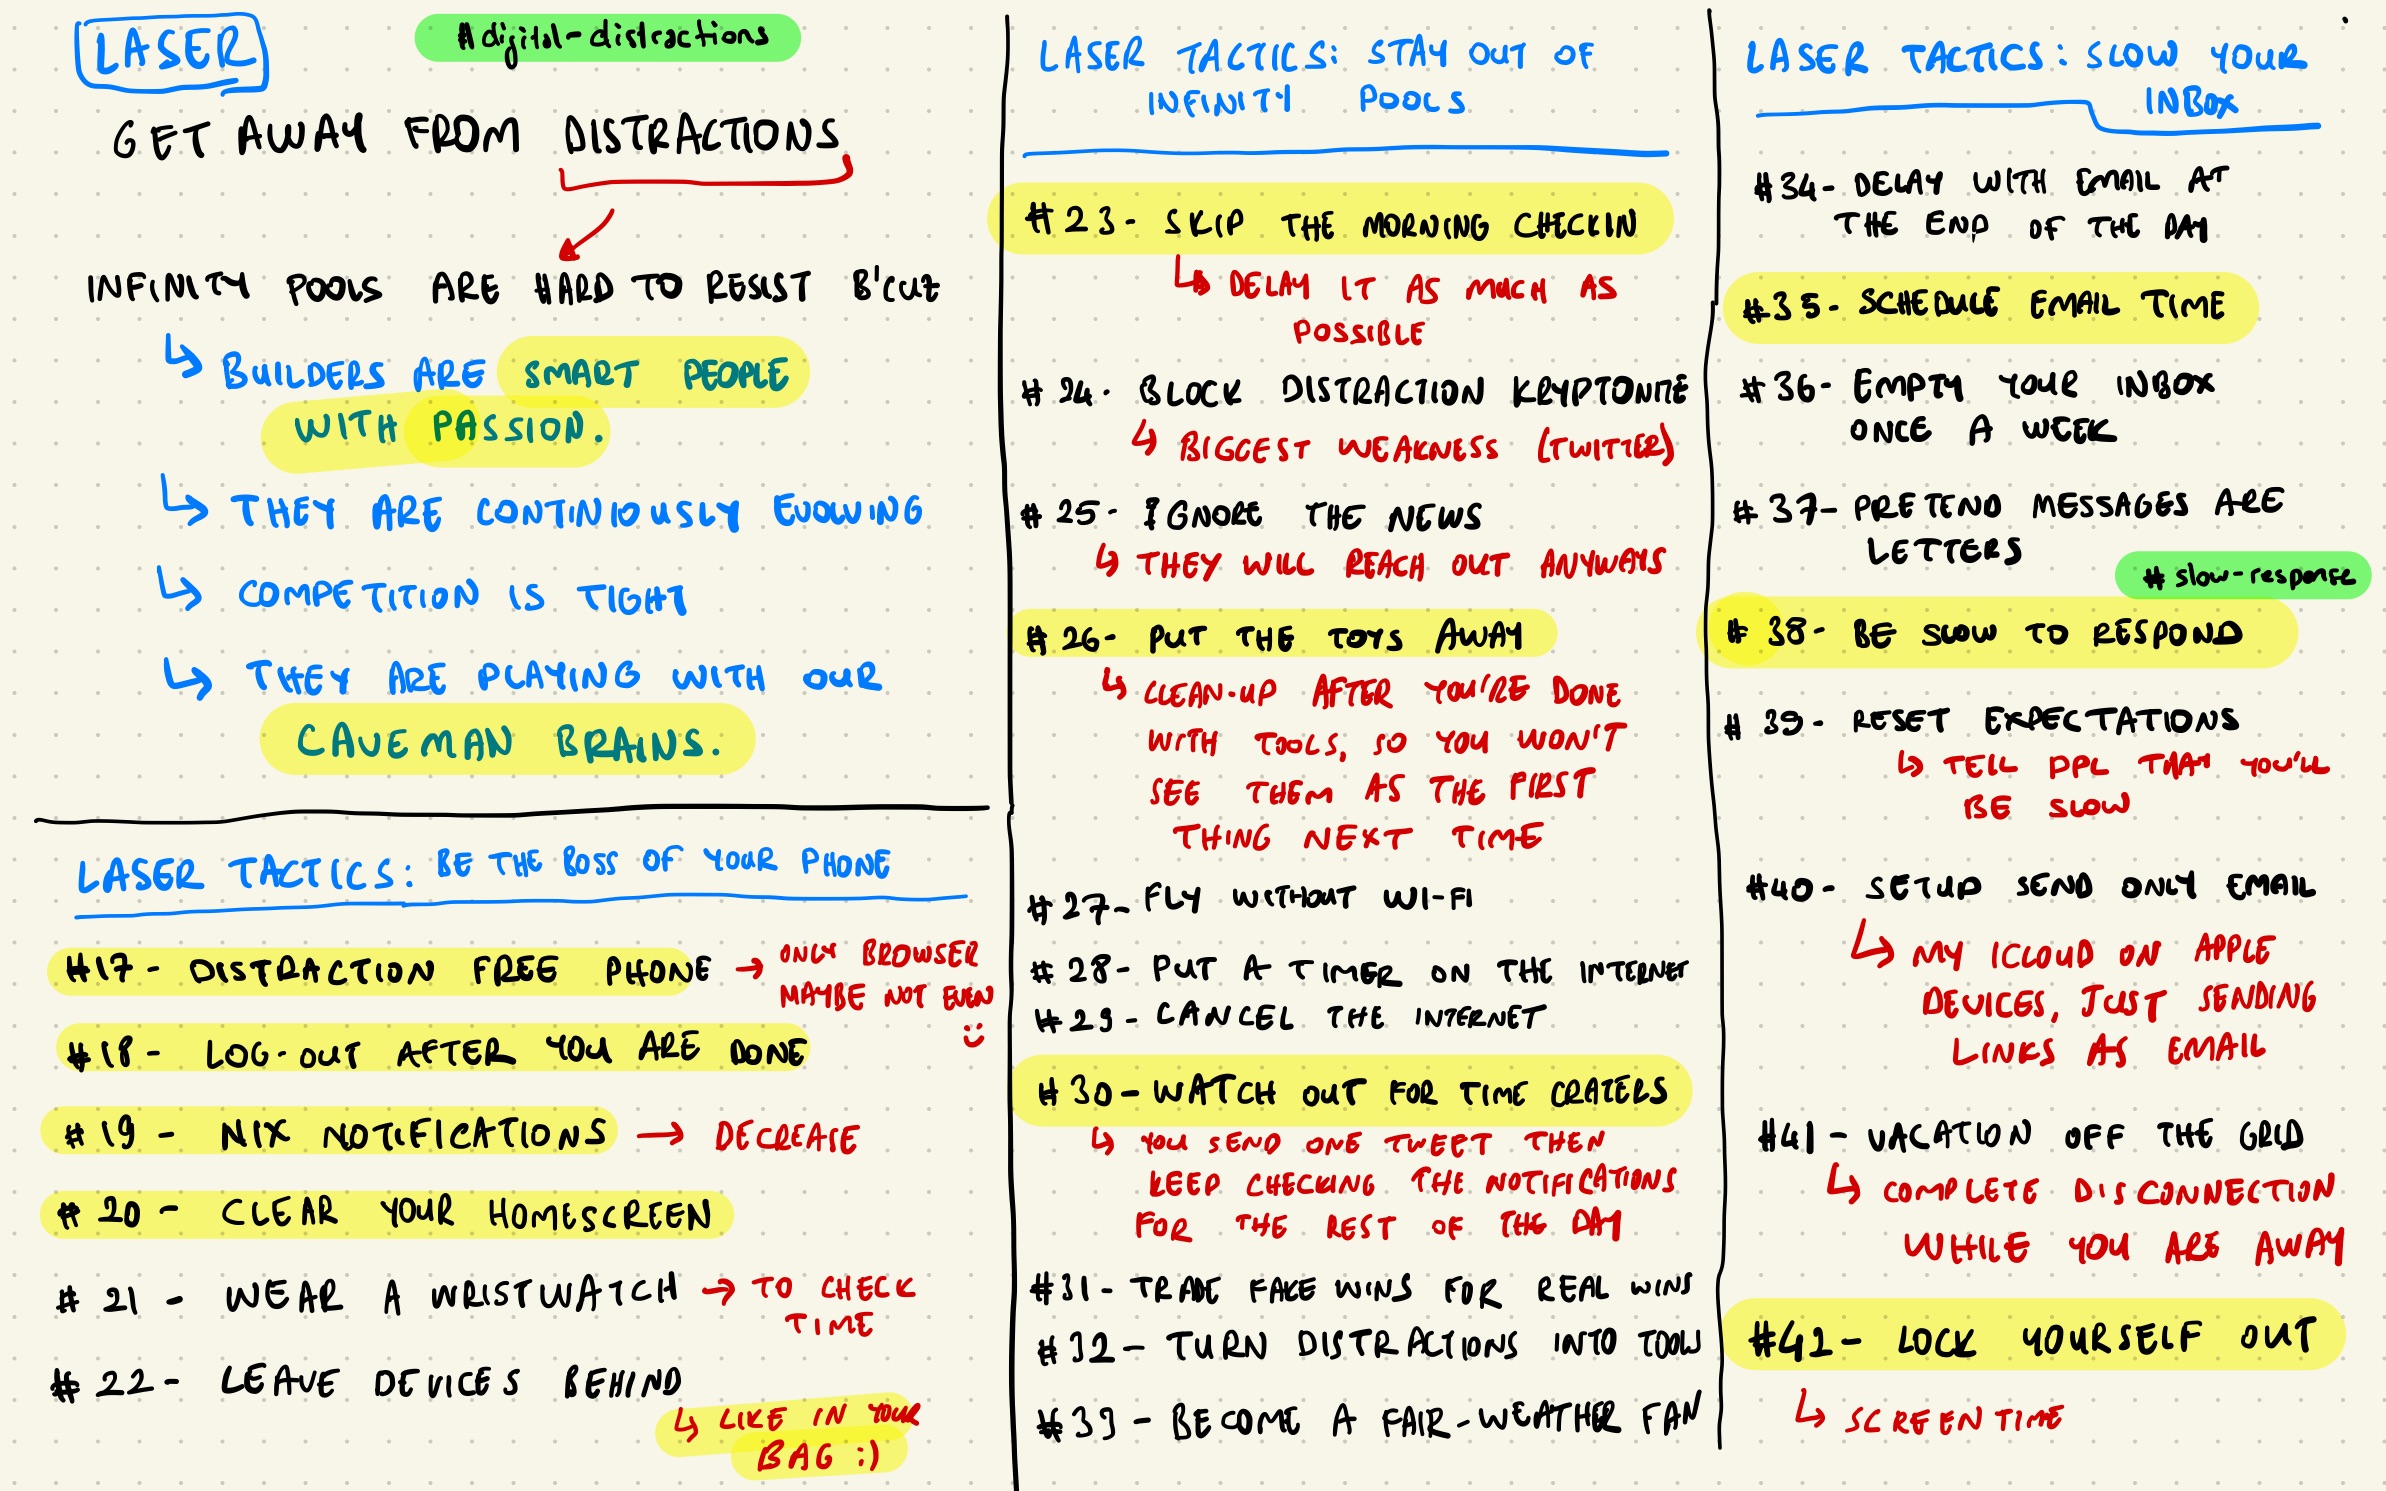 LASER
#digital-distractions
GET AWAY FROM DISTRACTIONS
INFINITY POOLS ARE HARD TO RESIST B'CUZ
↳ BUILDERS ARE SMART PEOPLE
WITH PASSION.
↳ THEY ARE CONTINIOUSLY EVOLVING
↳ COMPETITION IS TIGHT
↳ THEY ARE PLAYING WITH OUR
CAVEMAN BRAINS.
LASER TACTICS: BE THE BOSS OF YOUR PHONE
#17 - DISTRACTION FREE PHONE → ONLY BROWSER
MAYBE NOT EVEN
:)
#18 - LOG-OUT AFTER YOU ARE DONE
#19 - NIX NOTIFICATIONS → DECREASE
#20 - CLEAR YOUR HOMESCREEN
#21 - WEAR A WRISTWATCH → TO CHECK
TIME
#22 - LEAVE DEVICES BEHIND
↳ LIKE IN YOUR
BAG :)
LASER TACTICS: STAY OUT OF
INFINITY POOLS
#23 - SKIP THE MORNING CHECKIN
↳ DELAY IT AS MUCH AS
POSSIBLE
#24 - BLOCK DISTRACTION KRYPTONITE
↳ BIGGEST WEAKNESS (TWITTER)
#25 - IGNORE THE NEWS
↳ THEY WILL REACH OUT ANYWAYS
#26 - PUT THE TOYS AWAY
↳ CLEAN-UP AFTER YOU'RE DONE
WITH TOOLS, SO YOU WON'T
SEE THEM AS THE FIRST
THING NEXT TIME
#27 - FLY WITHOUT WI-FI
#28 - PUT A TIMER ON THE INTERNET
#29 - CANCEL THE INTERNET
#30 - WATCH OUT FOR TIME CRATERS
↳ YOU SEND ONE TWEET THEN
KEEP CHECKING THE NOTIFICATIONS
FOR THE REST OF THE DAY
#31 - TRADE FAKE WINS FOR REAL WINS
#32 - TURN DISTRACTIONS INTO TOOLS
#33 - BECOME A FAIR-WEATHER FAN
LASER TACTICS: SLOW YOUR
INBOX
#34 - DELAY WITH EMAIL AT
THE END OF THE DAY
#35 - SCHEDULE EMAIL TIME
#36 - EMPTY YOUR INBOX
ONCE A WEEK
#37 - PRETEND MESSAGES ARE
LETTERS
#slow-response
#38 - BE SLOW TO RESPOND
#39 - RESET EXPECTATIONS
↳ TELL PPL THAT YOU'LL
BE SLOW
#40 - SETUP SEND ONLY EMAIL
↳ MY ICLOUD ON APPLE
DEVICES, JUST SENDING
LINKS AS EMAIL
#41 - VACATION OFF THE GRID
↳ COMPLETE DISCONNECTION
WHILE YOU ARE AWAY
#42 - LOCK YOURSELF OUT
↳ SCREENTIME